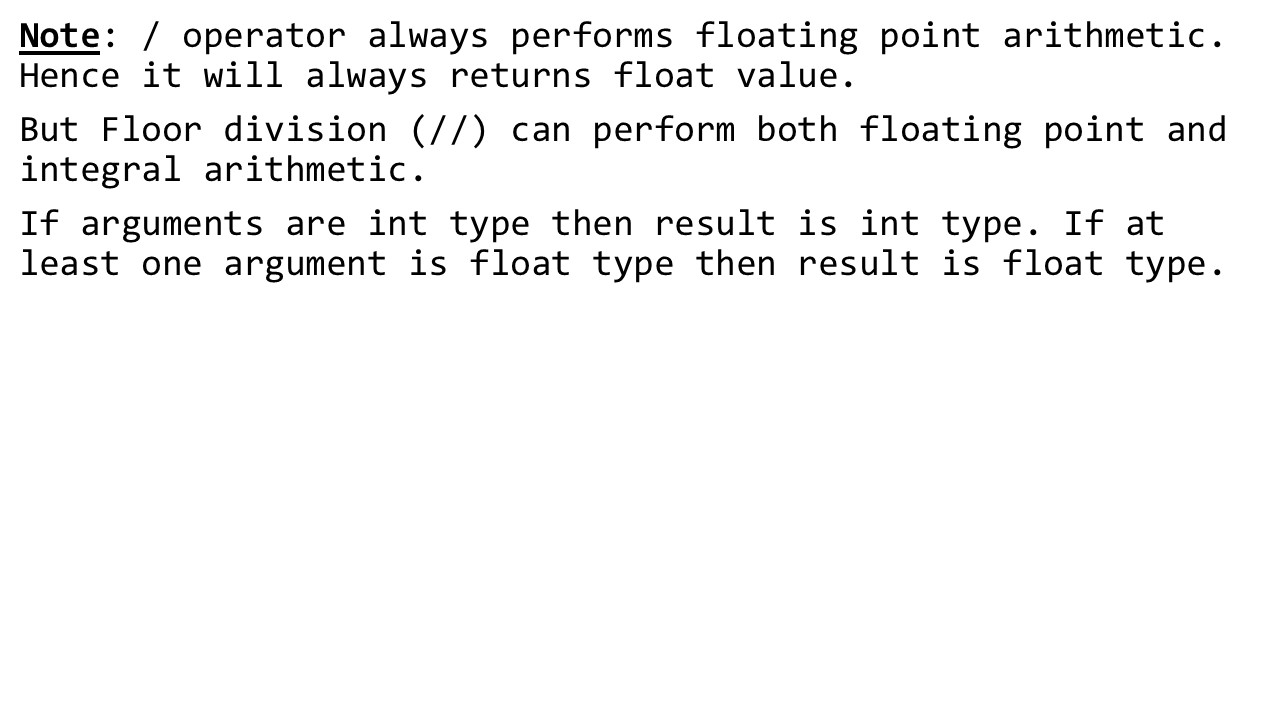 Note: / operator always performs floating point arithmetic.
Hence it will always returns float value.
But Floor division (//) can perform both floating point and
integral arithmetic.
If arguments are int type then result is int type. If at
least one argument is float type then result is float type.